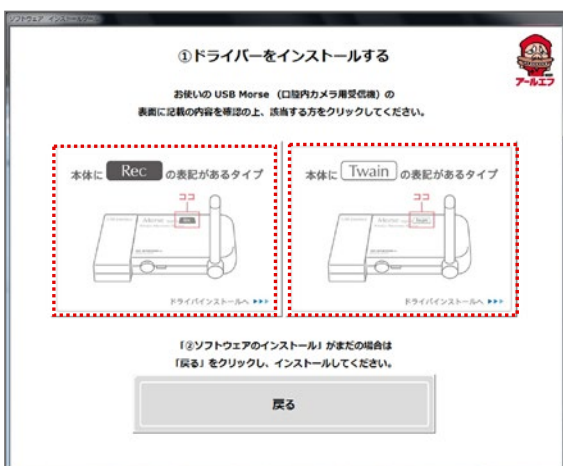 ソフトウェア インストールツール
①ドライバーをインストールする
アールエフ
お使いの USB Morse （口腔内カメラ用受信機）の
表面に記載の内容を確認の上、該当する方をクリックしてください。
本体に Rec の表記があるタイプ
ココ
Morse
Rec
ドライバインストールへ ▶▶▶
本体に Twain の表記があるタイプ
ココ
Morse
Twain
ドライバインストールへ ▶▶▶
「②ソフトウェアのインストール」がまだの場合は
「戻る」をクリックし、インストールしてください。
戻る